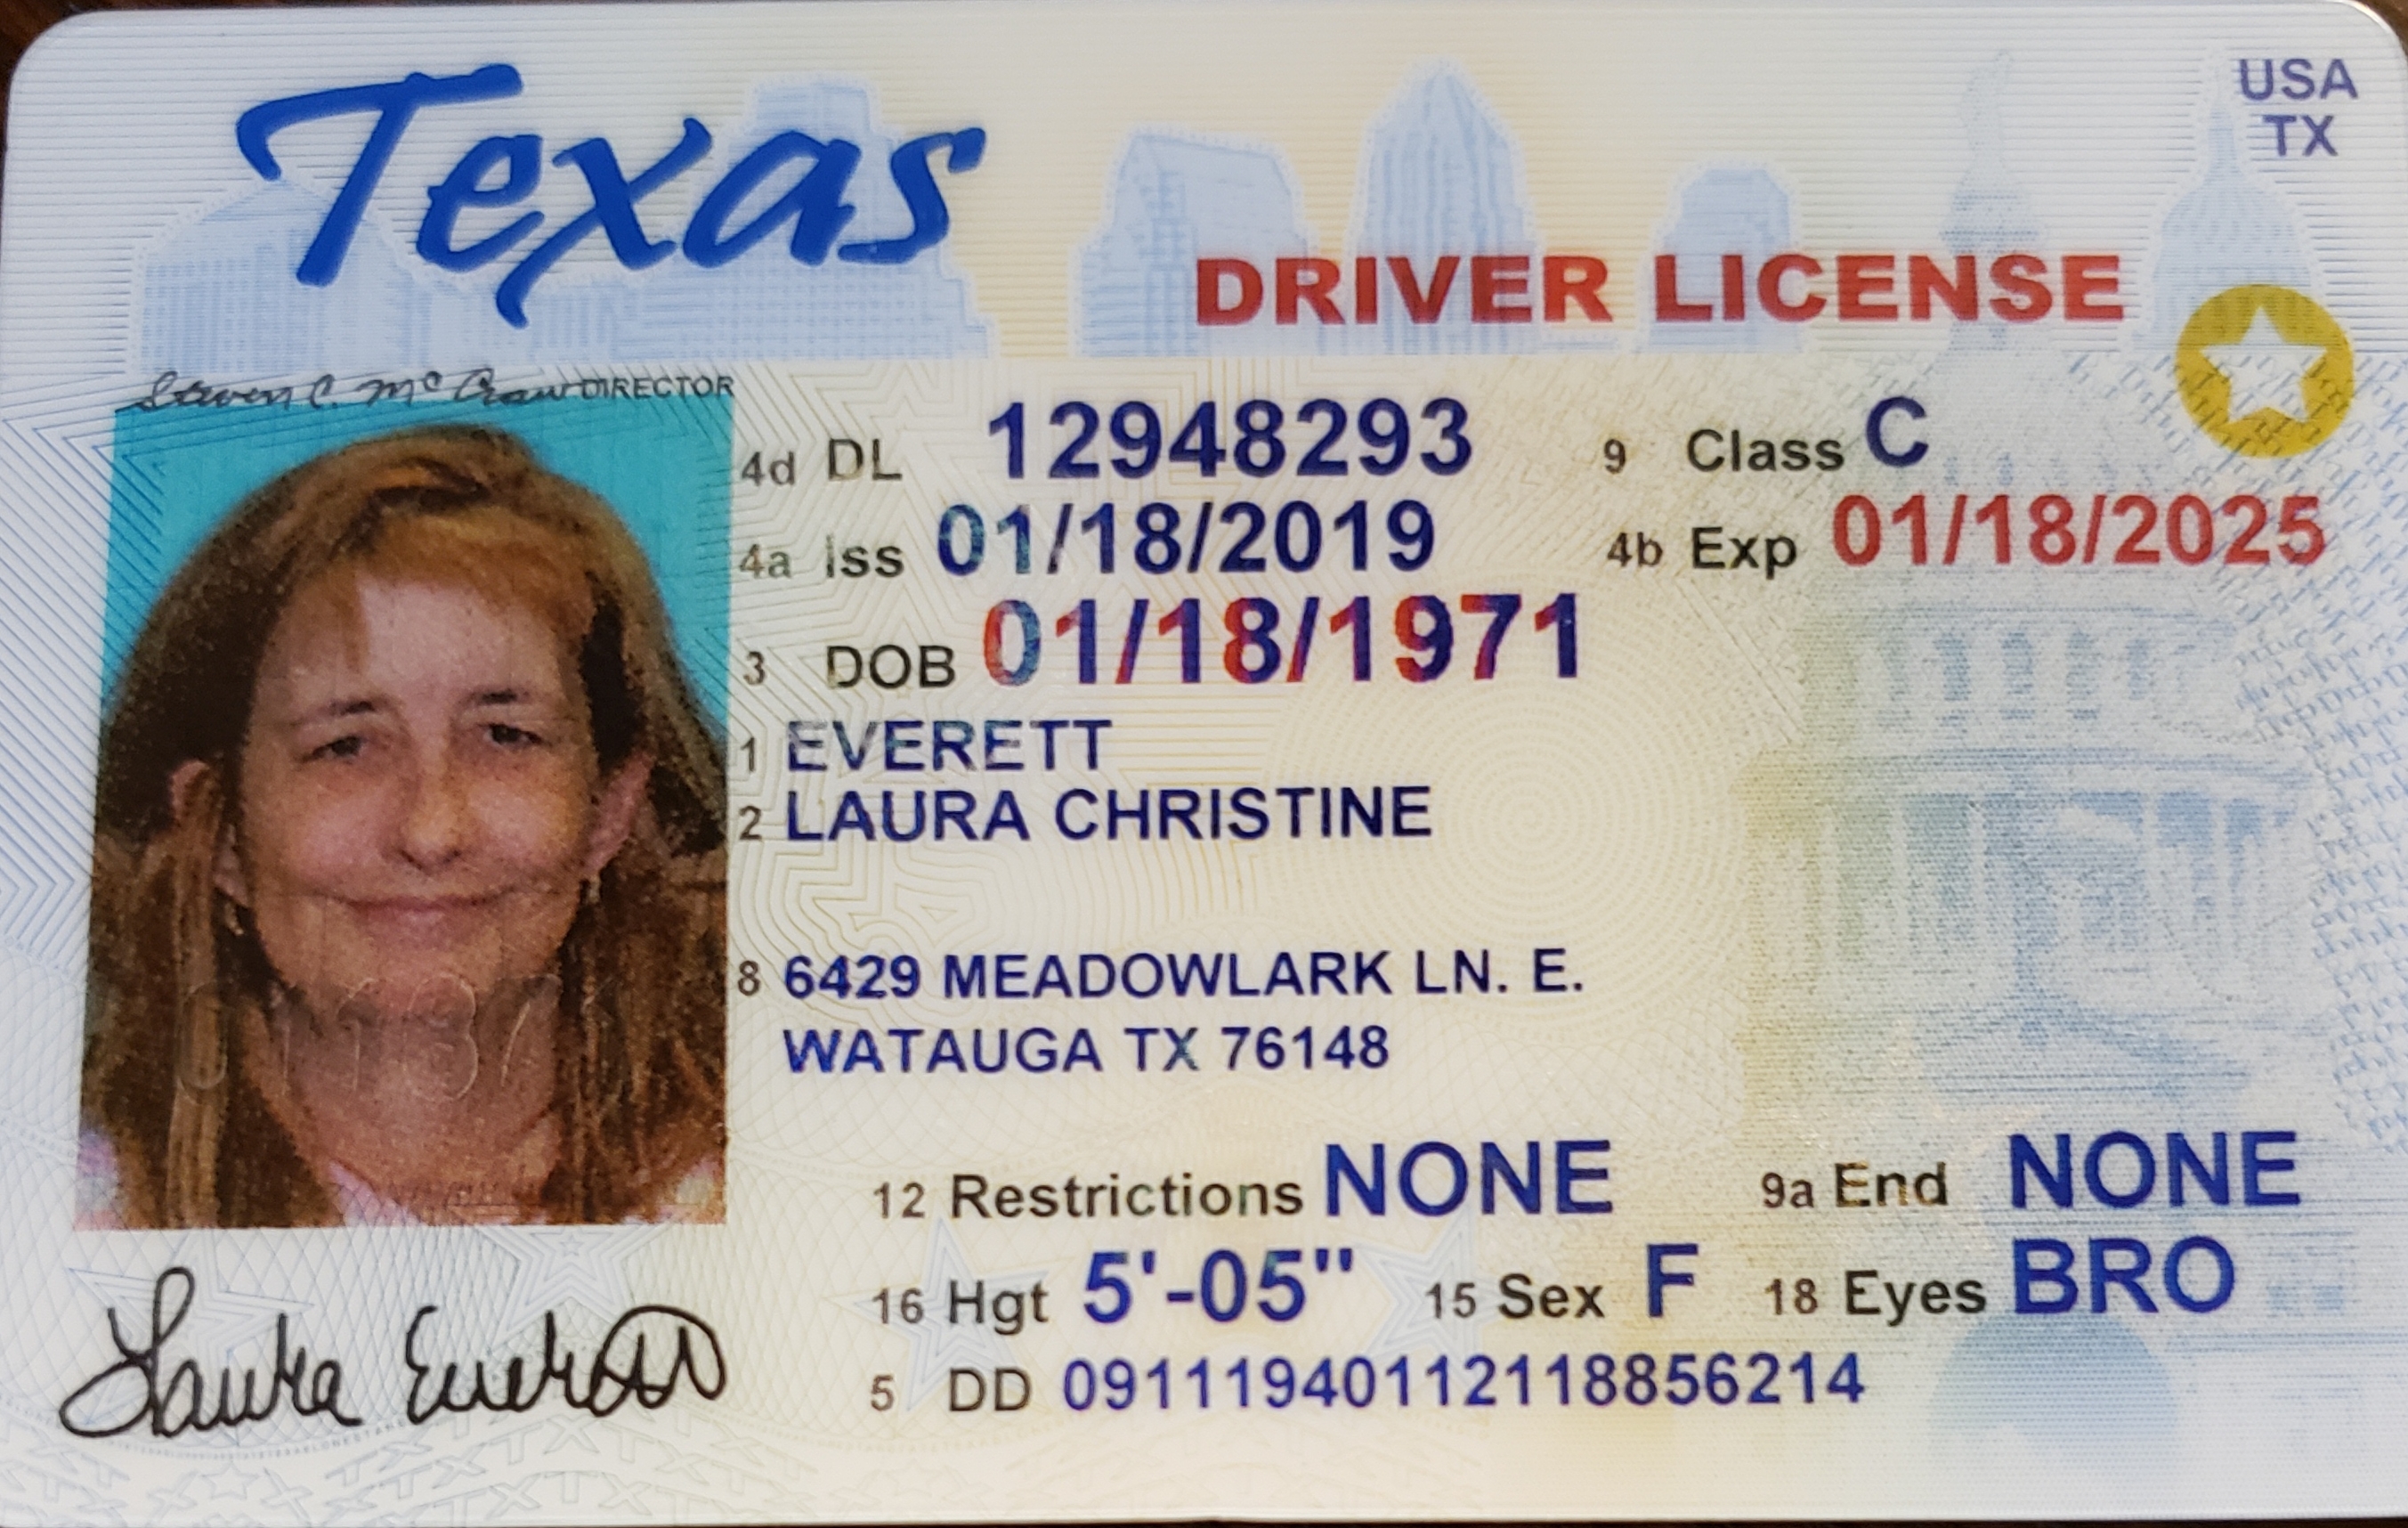 Texas
USA
TX
DRIVER LICENSE
Steven C. McCraw DIRECTOR
4d DL 12948293 9 Class C
4a Iss 01/18/2019 4b Exp 01/18/2025
3 DOB 01/18/1971
1 EVERETT
2 LAURA CHRISTINE
8 6429 MEADOWLARK LN. E.
WATAUGA TX 76148
12 Restrictions NONE 9a End NONE
16 Hgt 5'-05" 15 Sex F 18 Eyes BRO
5 DD 09111940112118856214
Laura Everett